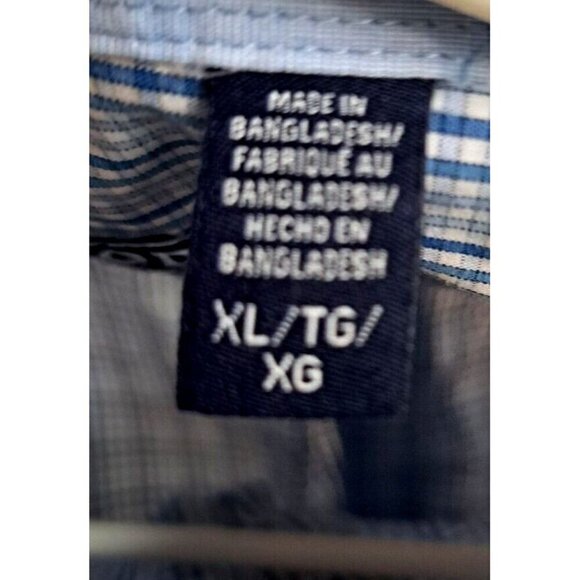 MADE IN
BANGLADESH/
FABRIQUÉ AU
BANGLADESH/
HECHO EN
BANGLADESH
XL/TG/
XG